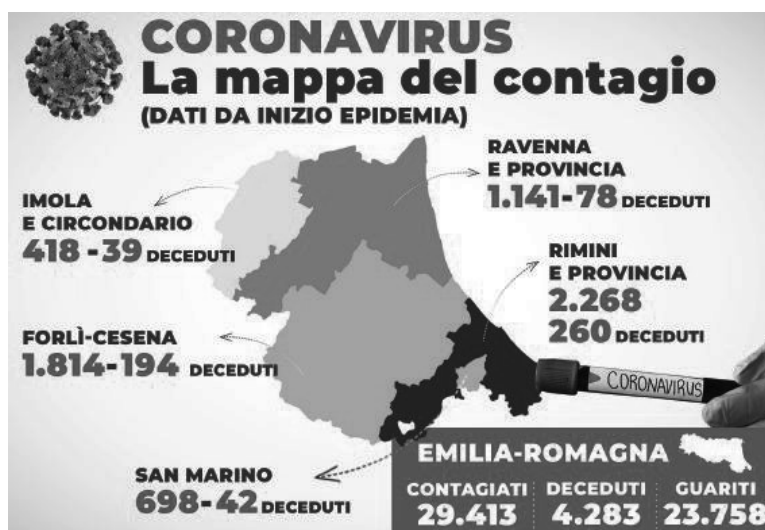 CORONAVIRUS
La mappa del contagio
(DATI DA INIZIO EPIDEMIA)
RAVENNA
E PROVINCIA
1.141-78 DECEDUTI
IMOLA
E CIRCONDARIO
418 -39 DECEDUTI
RIMINI
E PROVINCIA
2.268
260 DECEDUTI
FORLÌ-CESENA
1.814-194 DECEDUTI
CORONAVIRUS
SAN MARINO
698-42 DECEDUTI
EMILIA-ROMAGNA
CONTAGIATI
29.413
DECEDUTI
4.283
GUARITI
23.758